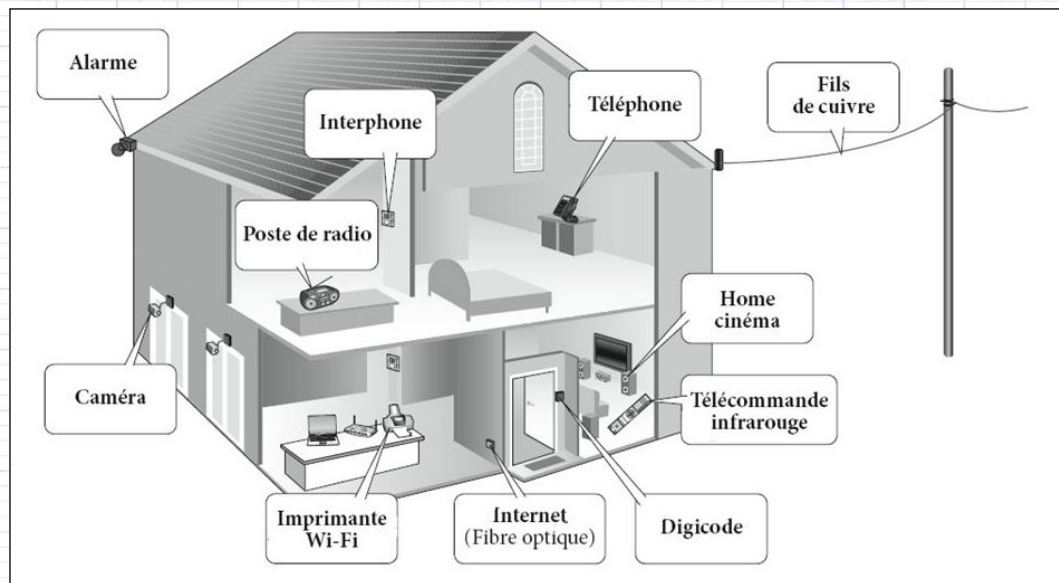 Alarme
Interphone
Téléphone
Fils
de cuivre
Poste de radio
Home
cinéma
Caméra
Télécommande
infrarouge
Imprimante
Wi-Fi
Internet
(Fibre optique)
Digicode